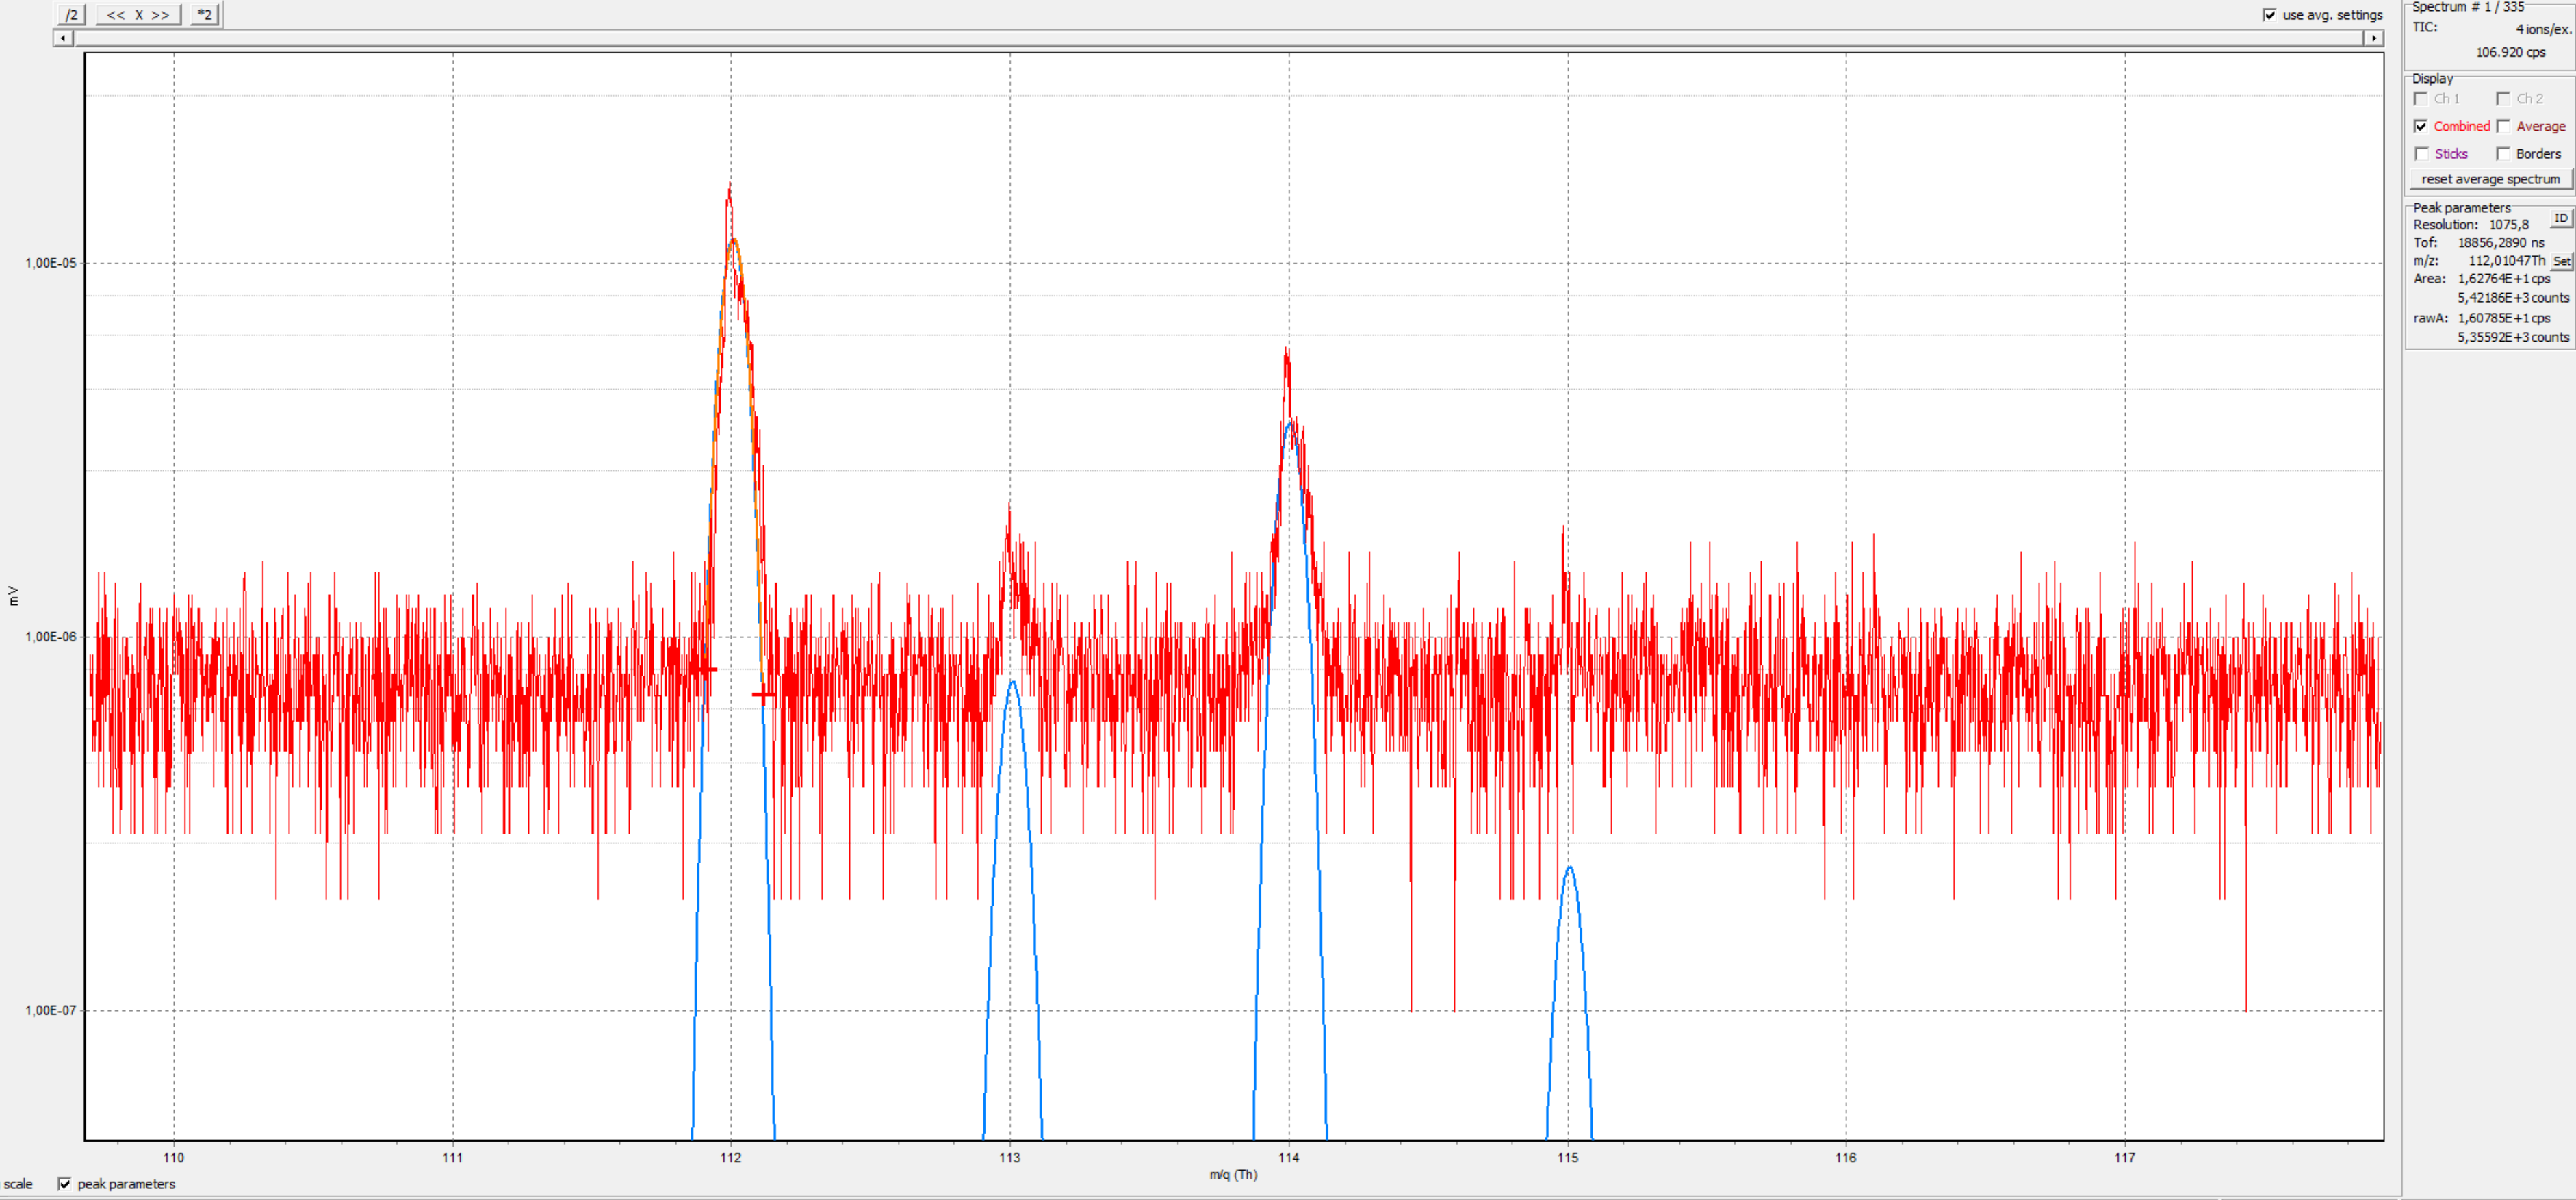 /2 << X >> *2
use avg. settings
Spectrum # 1 / 335
TIC: 4 ions/ex.
106.920 cps
Display
Ch 1 Ch 2
Combined Average
Sticks Borders
reset average spectrum
Peak parameters
Resolution: 1075,8 ID
Tof: 18856,2890 ns
m/z: 112,01047Th Set
Area: 1,62764E+1 cps
5,42186E+3 counts
rawA: 1,60785E+1 cps
5,35592E+3 counts
1,00E-05
mV
1,00E-06
1,00E-07
110 111 112 113 114 115 116 117
m/q (Th)
scale peak parameters